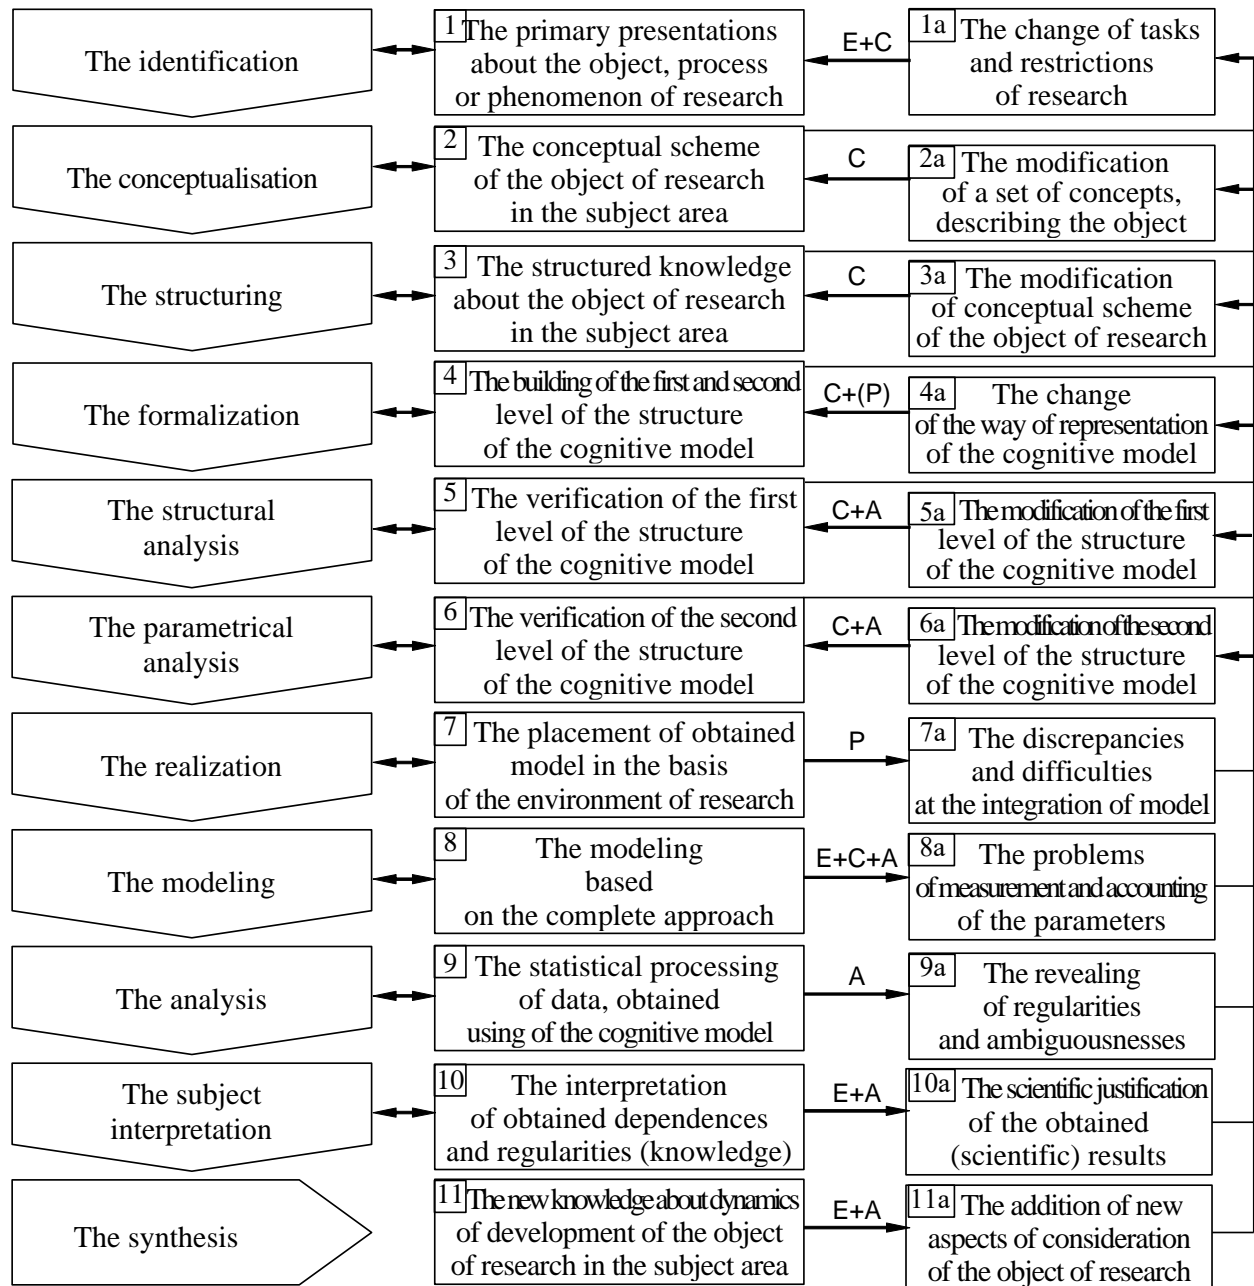 The identification
1 The primary presentations
about the object, process
or phenomenon of research
E+C
1a The change of tasks
and restrictions
of research
The conceptualisation
2 The conceptual scheme
of the object of research
in the subject area
C
2a The modification
of a set of concepts,
describing the object
The structuring
3 The structured knowledge
about the object of research
in the subject area
C
3a The modification
of conceptual scheme
of the object of research
The formalization
4 The building of the first and second
level of the structure
of the cognitive model
C+(P)
4a The change
of the way of representation
of the cognitive model
The structural
analysis
5 The verification of the first
level of the structure
of the cognitive model
C+A
5a The modification of the first
level of the structure
of the cognitive model
The parametrical
analysis
6 The verification of the second
level of the structure
of the cognitive model
C+A
6a The modification of the second
level of the structure
of the cognitive model
The realization
7 The placement of obtained
model in the basis
of the environment of research
P
7a The discrepancies
and difficulties
at the integration of model
The modeling
8 The modeling
based
on the complete approach
E+C+A
8a The problems
of measurement and accounting
of the parameters
The analysis
9 The statistical processing
of data, obtained
using of the cognitive model
A
9a The revealing
of regularities
and ambiguousnesses
The subject
interpretation
10 The interpretation
of obtained dependences
and regularities (knowledge)
E+A
10a The scientific justification
of the obtained
(scientific) results
The synthesis
11 The new knowledge about dynamics
of development of the object
of research in the subject area
E+A
11a The addition of new
aspects of consideration
of the object of research